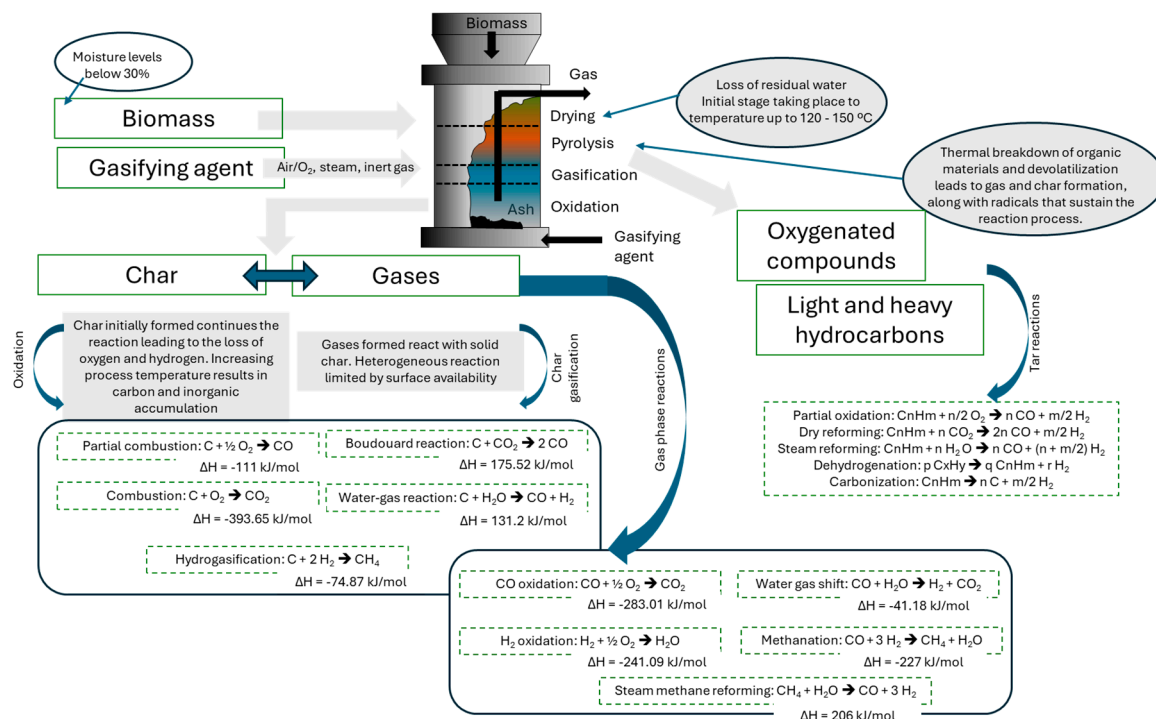 Biomass
Moisture levels
below 30%
Gas
Loss of residual water
Initial stage taking place to
temperature up to 120 - 150 ºC
Biomass
Drying
Pyrolysis
Gasifying agent
Air/O₂, steam, inert gas
Gasification
Thermal breakdown of organic
materials and devolatilization
leads to gas and char formation,
along with radicals that sustain the
reaction process.
Ash
Oxidation
Gasifying
agent
Oxygenated
compounds
Char
Gases
Light and heavy
hydrocarbons
Oxidation
Char initially formed continues the
reaction leading to the loss of
oxygen and hydrogen. Increasing
process temperature results in
carbon and inorganic
accumulation
Gases formed react with solid
char. Heterogeneous reaction
limited by surface availability
Char
gasification
Gas phase reactions
Tar reactions
Partial oxidation: CnHm + n/2 O₂ → n CO + m/2 H₂
Dry reforming: CnHm + n CO₂ → 2n CO + m/2 H₂
Steam reforming: CnHm + n H₂O → n CO + (n + m/2) H₂
Dehydrogenation: p CxHy → q CnHm + r H₂
Carbonization: CnHm → n C + m/2 H₂
Partial combustion: C + ½ O₂ → CO
ΔH = -111 kJ/mol
Boudouard reaction: C + CO₂ → 2 CO
ΔH = 175.52 kJ/mol
Combustion: C + O₂ → CO₂
ΔH = -393.65 kJ/mol
Water-gas reaction: C + H₂O → CO + H₂
ΔH = 131.2 kJ/mol
Hydrogasification: C + 2 H₂ → CH₄
ΔH = -74.87 kJ/mol
CO oxidation: CO + ½ O₂ → CO₂
ΔH = -283.01 kJ/mol
Water gas shift: CO + H₂O → H₂ + CO₂
ΔH = -41.18 kJ/mol
H₂ oxidation: H₂ + ½ O₂ → H₂O
ΔH = -241.09 kJ/mol
Methanation: CO + 3 H₂ → CH₄ + H₂O
ΔH = -227 kJ/mol
Steam methane reforming: CH₄ + H₂O → CO + 3 H₂
ΔH = 206 kJ/mol